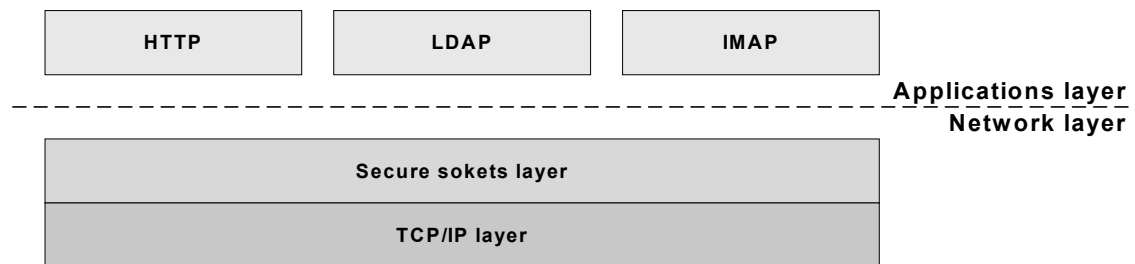 HTTP
LDAP
IMAP
Applications layer
Network layer
Secure sokets layer
TCP/IP layer